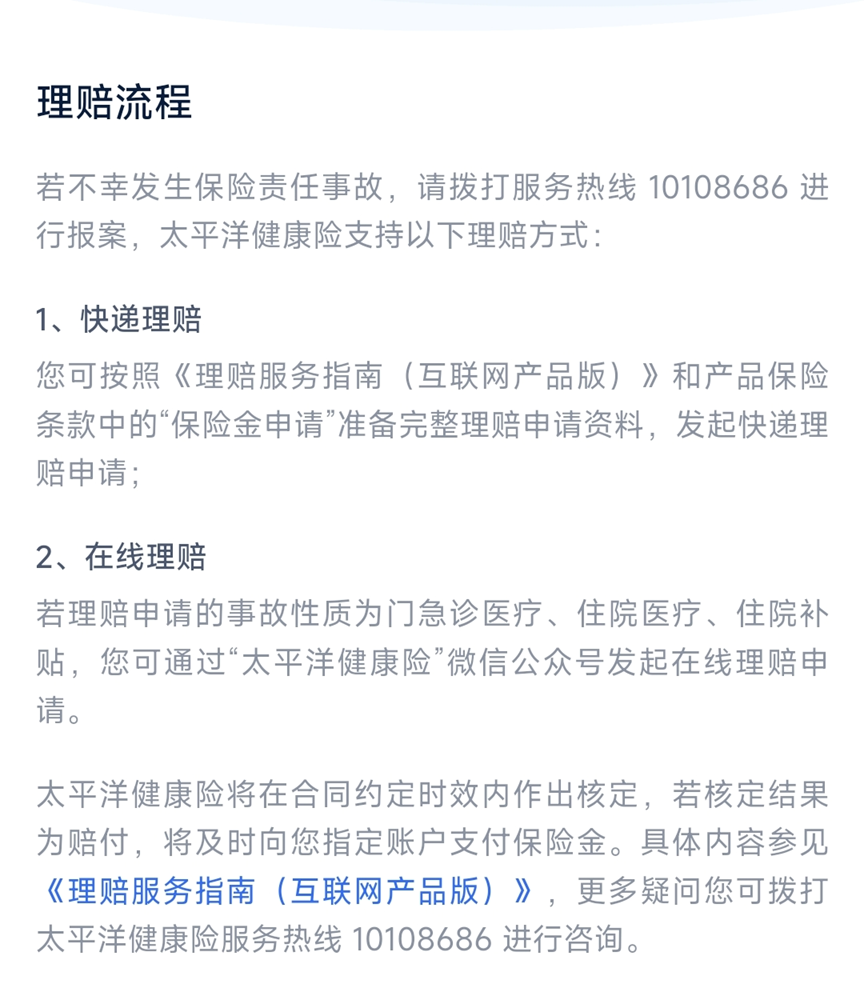 理赔流程
若不幸发生保险责任事故，请拨打服务热线 10108686 进
行报案，太平洋健康险支持以下理赔方式：
1、快递理赔
您可按照《理赔服务指南（互联网产品版）》和产品保险
条款中的“保险金申请”准备完整理赔申请资料，发起快递理
赔申请；
2、在线理赔
若理赔申请的事故性质为门急诊医疗、住院医疗、住院补
贴，您可通过“太平洋健康险”微信公众号发起在线理赔申
请。
太平洋健康险将在合同约定时效内作出核定，若核定结果
为赔付，将及时向您指定账户支付保险金。具体内容参见
《理赔服务指南（互联网产品版）》，更多疑问您可拨打
太平洋健康险服务热线 10108686 进行咨询。